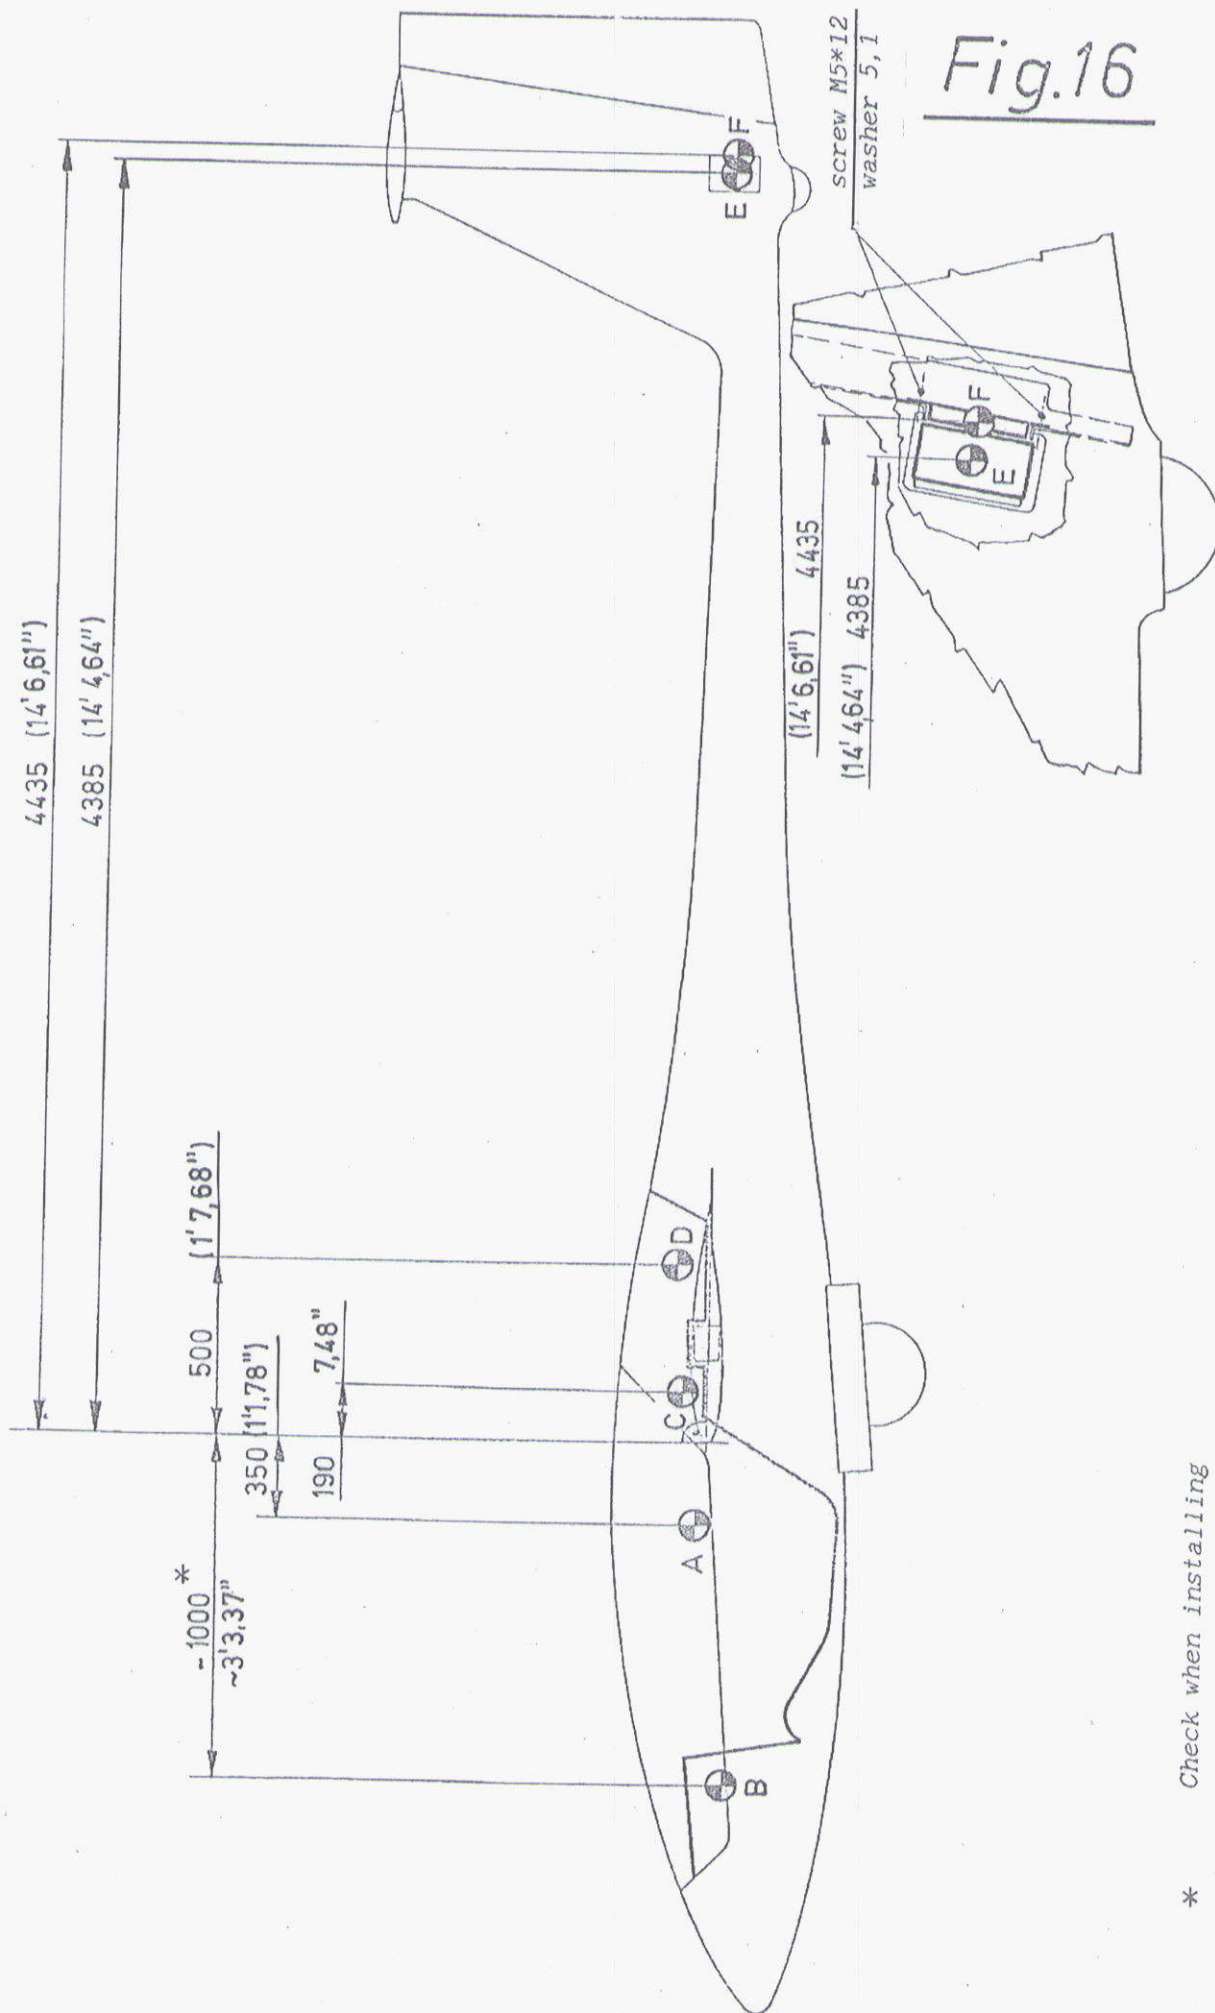 Fig.16
4435 (14' 6,61")
4385 (14' 4,64")
~1000*
~3'3,37"
500 (1' 7,68")
350 (1'1,78")
190 7,48"
A
B
C
D
E
F
screw M5*12
washer 5,1
(14' 6,61") 4435
(14' 4,64") 4385
E
F
* Check when installing